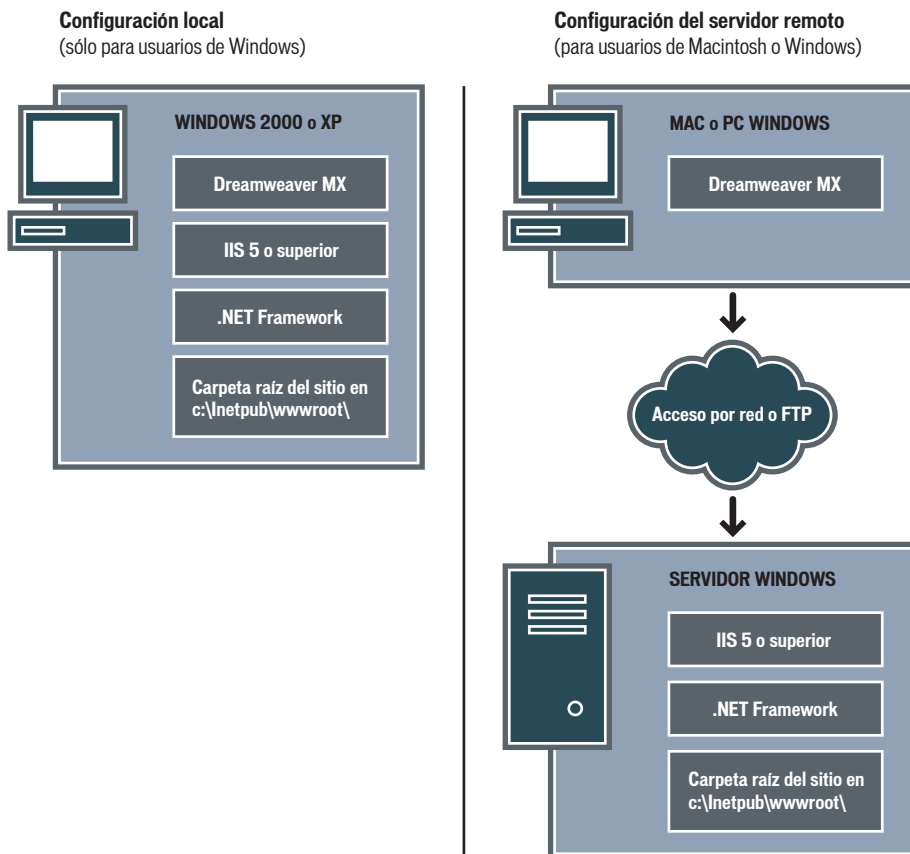 Configuración local
(sólo para usuarios de Windows)
WINDOWS 2000 o XP
Dreamweaver MX
IIS 5 o superior
.NET Framework
Carpeta raíz del sitio en
c:\Inetpub\wwwroot\
Configuración del servidor remoto
(para usuarios de Macintosh o Windows)
MAC o PC WINDOWS
Dreamweaver MX
Acceso por red o FTP
SERVIDOR WINDOWS
IIS 5 o superior
.NET Framework
Carpeta raíz del sitio en
c:\Inetpub\wwwroot\